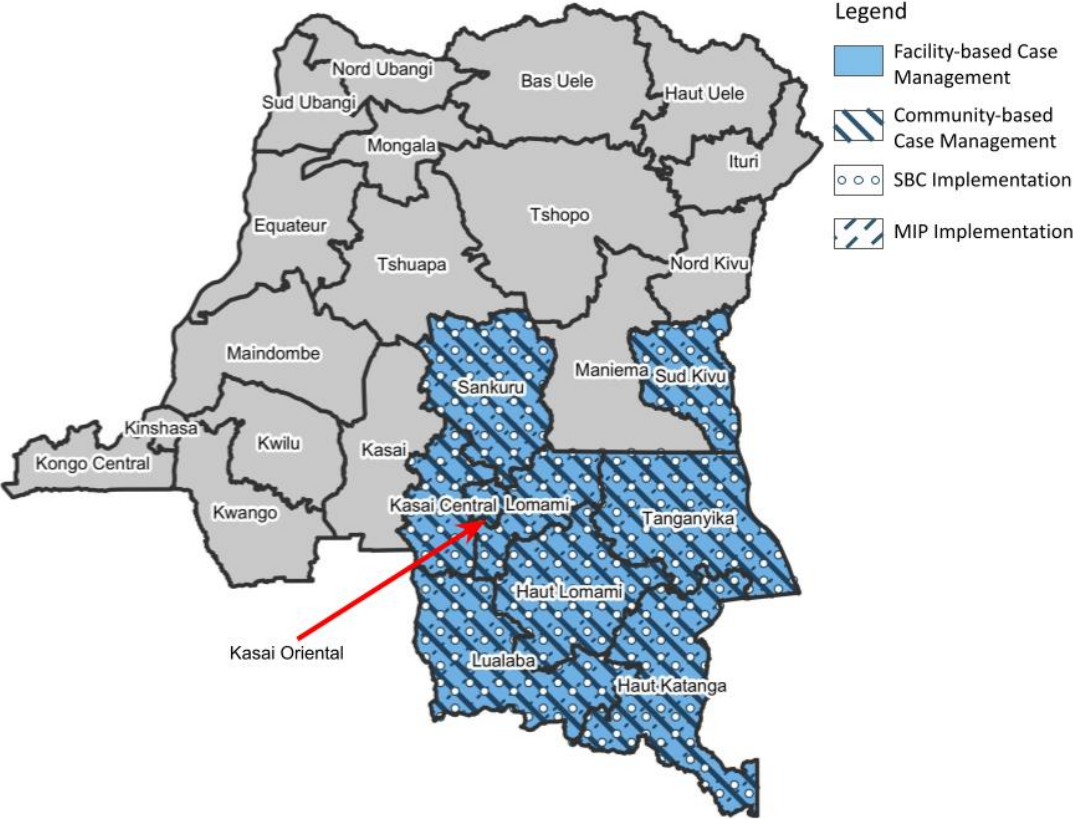 Legend
Facility-based Case
Management
Community-based
Case Management
SBC Implementation
MIP Implementation
Nord Ubangi
Sud Ubangi
Bas Uele
Haut Uele
Mongala
Ituri
Equateur
Tshopo
Tshuapa
Nord Kivu
Maindombe
Maniema
Sud Kivu
Sankuru
Kinshasa
Kwilu
Kasai
Kongo Central
Kwango
Kasai Central
Lomami
Tanganyika
Haut Lomami
Kasai Oriental
Lualaba
Haut Katanga